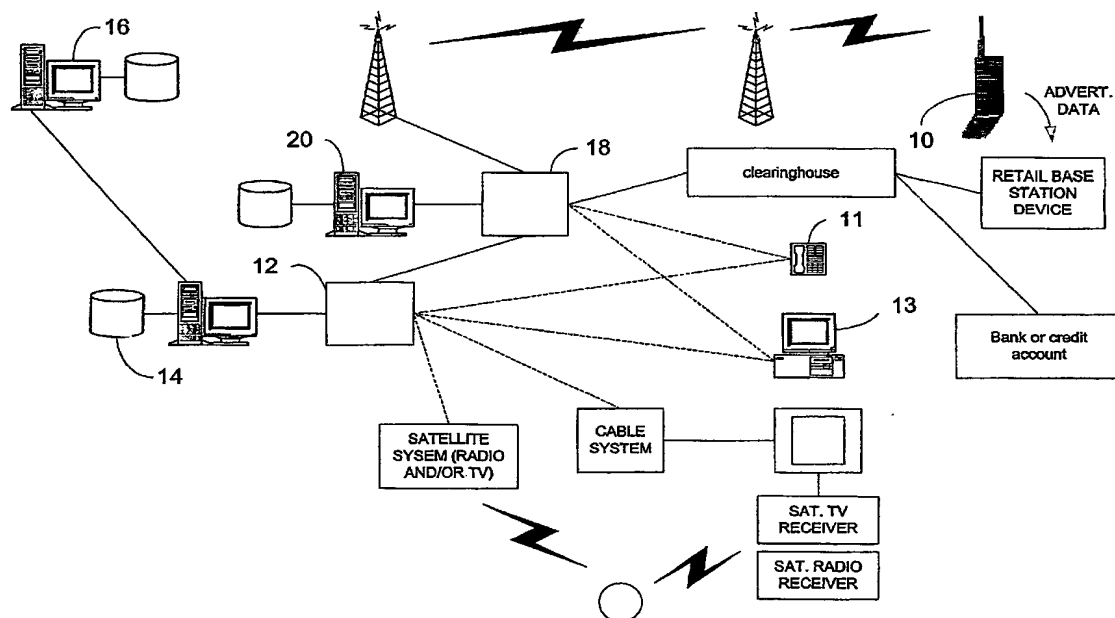 16
10
ADVERT.
DATA
20
18
clearinghouse
RETAIL BASE
STATION
DEVICE
11
12
13
Bank or credit
account
14
SATELLITE
SYSEM (RADIO
AND/OR TV)
CABLE
SYSTEM
SAT. TV
RECEIVER
SAT. RADIO
RECEIVER